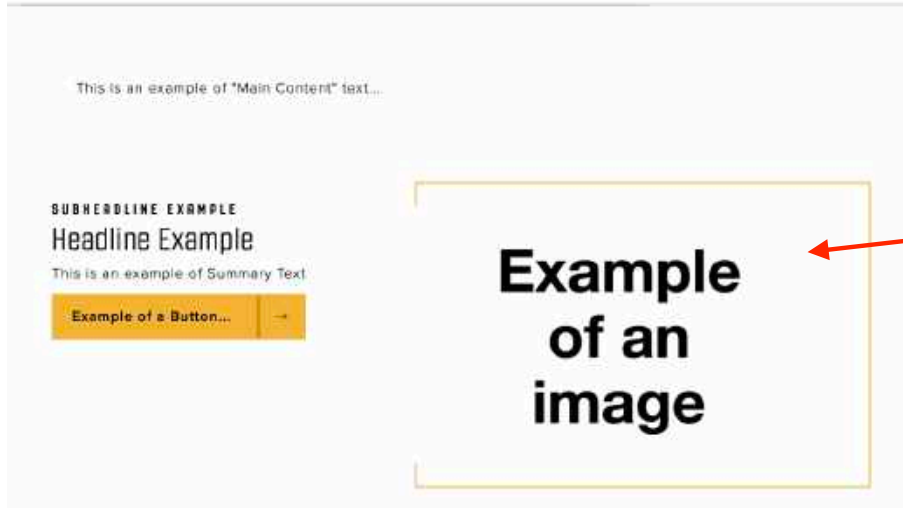 This is an example of "Main Content" text...
SUBHEADLINE EXAMPLE
Headline Example
This is an example of Summary Text
Example of a Button... →
Example
of an
image